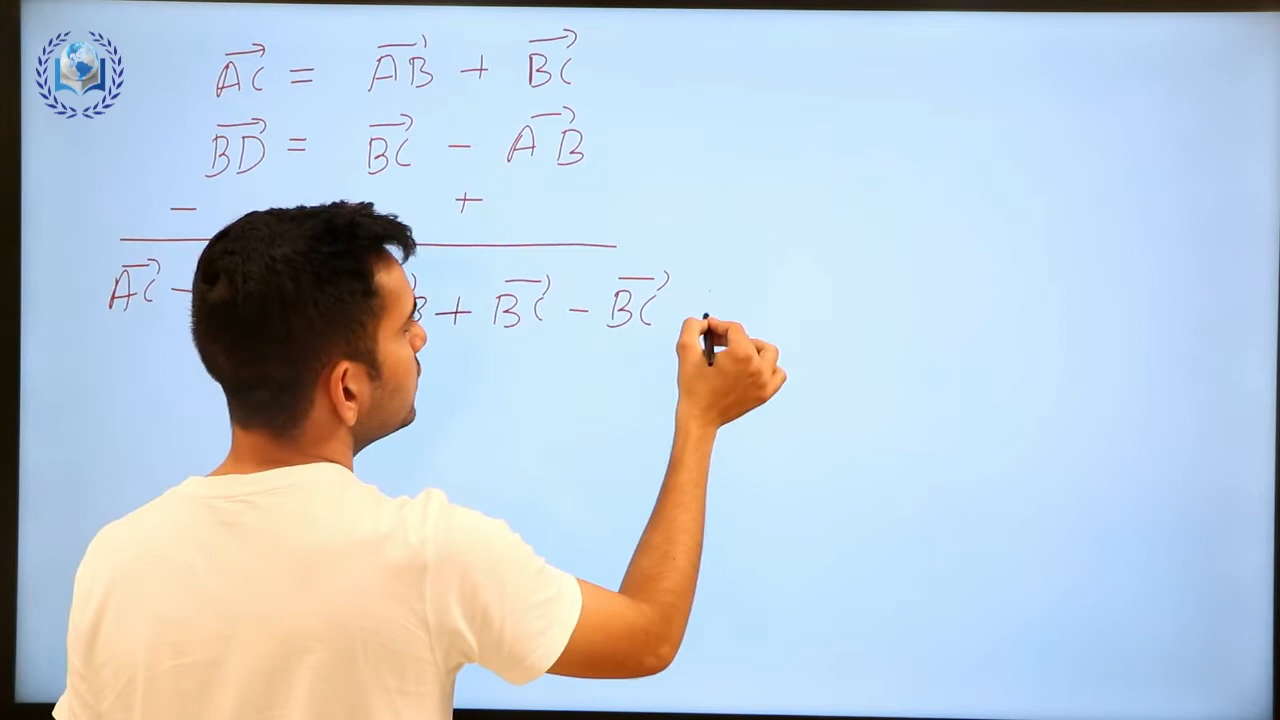 AC⃗ = AB⃗ + BC⃗
BD⃗ = BC⃗ - AB⃗
- +
AC⃗ - B⃗ + BC⃗ - BC⃗